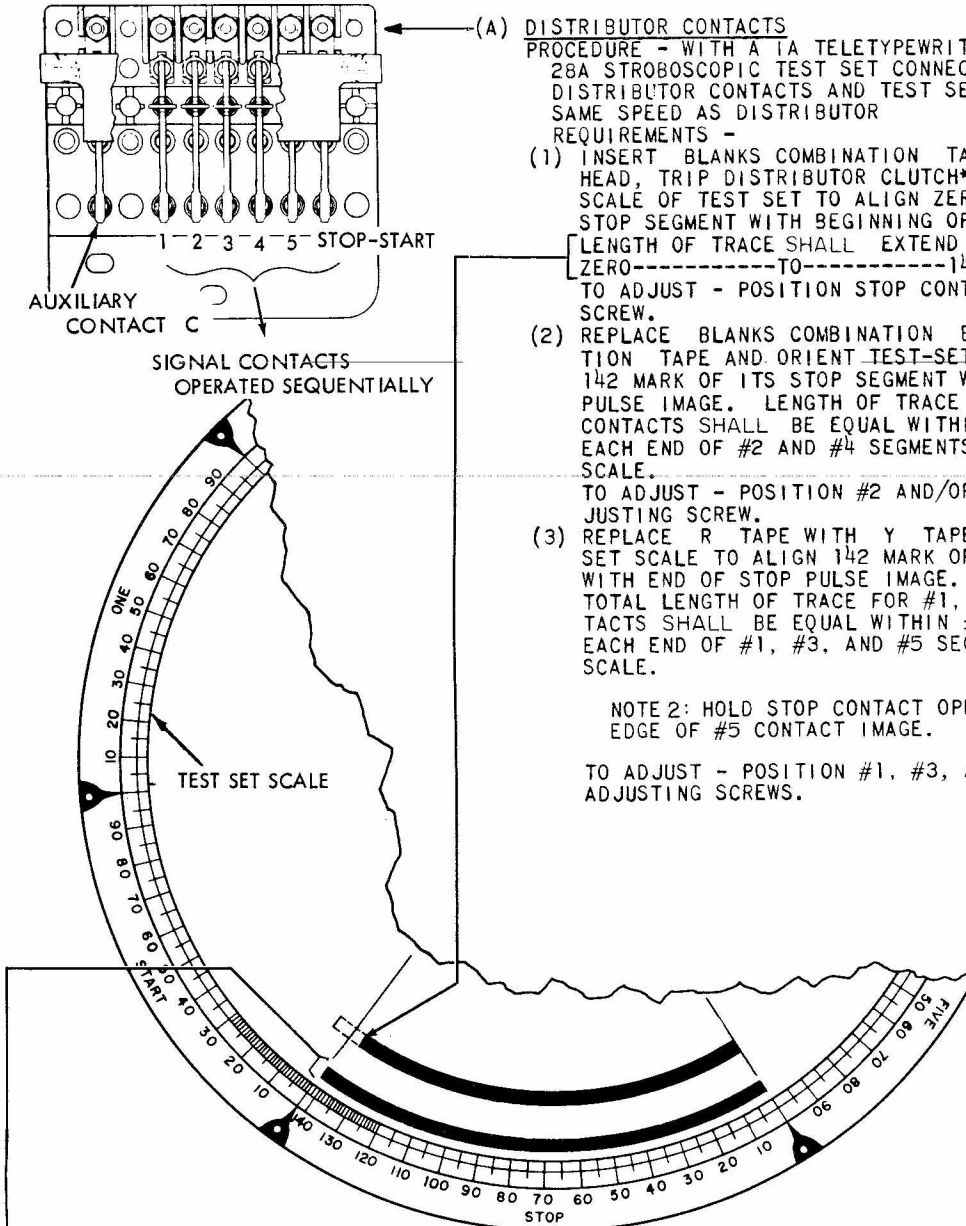 (A) DISTRIBUTOR CONTACTS
PROCEDURE - WITH A 1A TELETYPEWRIT
28A STROBOSCOPIC TEST SET CONNEC
DISTRIBUTOR CONTACTS AND TEST SE
SAME SPEED AS DISTRIBUTOR
REQUIREMENTS -
(1) INSERT BLANKS COMBINATION TA
HEAD, TRIP DISTRIBUTOR CLUTCH*
SCALE OF TEST SET TO ALIGN ZER
STOP SEGMENT WITH BEGINNING OF
LENGTH OF TRACE SHALL EXTEND
ZERO------------TO------------14
TO ADJUST - POSITION STOP CONT
SCREW.
(2) REPLACE BLANKS COMBINATION
TION TAPE AND ORIENT TEST-SET
142 MARK OF ITS STOP SEGMENT W
PULSE IMAGE. LENGTH OF TRACE
CONTACTS SHALL BE EQUAL WITHI
EACH END OF #2 AND #4 SEGMENTS
SCALE.
TO ADJUST - POSITION #2 AND/OR
JUSTING SCREW.
(3) REPLACE R TAPE WITH Y TAPE
SET SCALE TO ALIGN 142 MARK OF
WITH END OF STOP PULSE IMAGE.
TOTAL LENGTH OF TRACE FOR #1,
TACTS SHALL BE EQUAL WITHIN
EACH END OF #1, #3, AND #5 SEG
SCALE.
NOTE 2: HOLD STOP CONTACT OPE
EDGE OF #5 CONTACT IMAGE.
TO ADJUST - POSITION #1, #3, A
ADJUSTING SCREWS.
1 2 3 4 5 STOP-START
AUXILIARY
CONTACT C
SIGNAL CONTACTS
OPERATED SEQUENTIALLY
TEST SET SCALE
90 80 70 60 ONE 50 40 30 20 10
90 80 70 60 50 START 40 30 20 10
140 130 120 110 100 90 80 70 60 50 40 30 20 10
STOP
90 80 70 60 50 FIVE